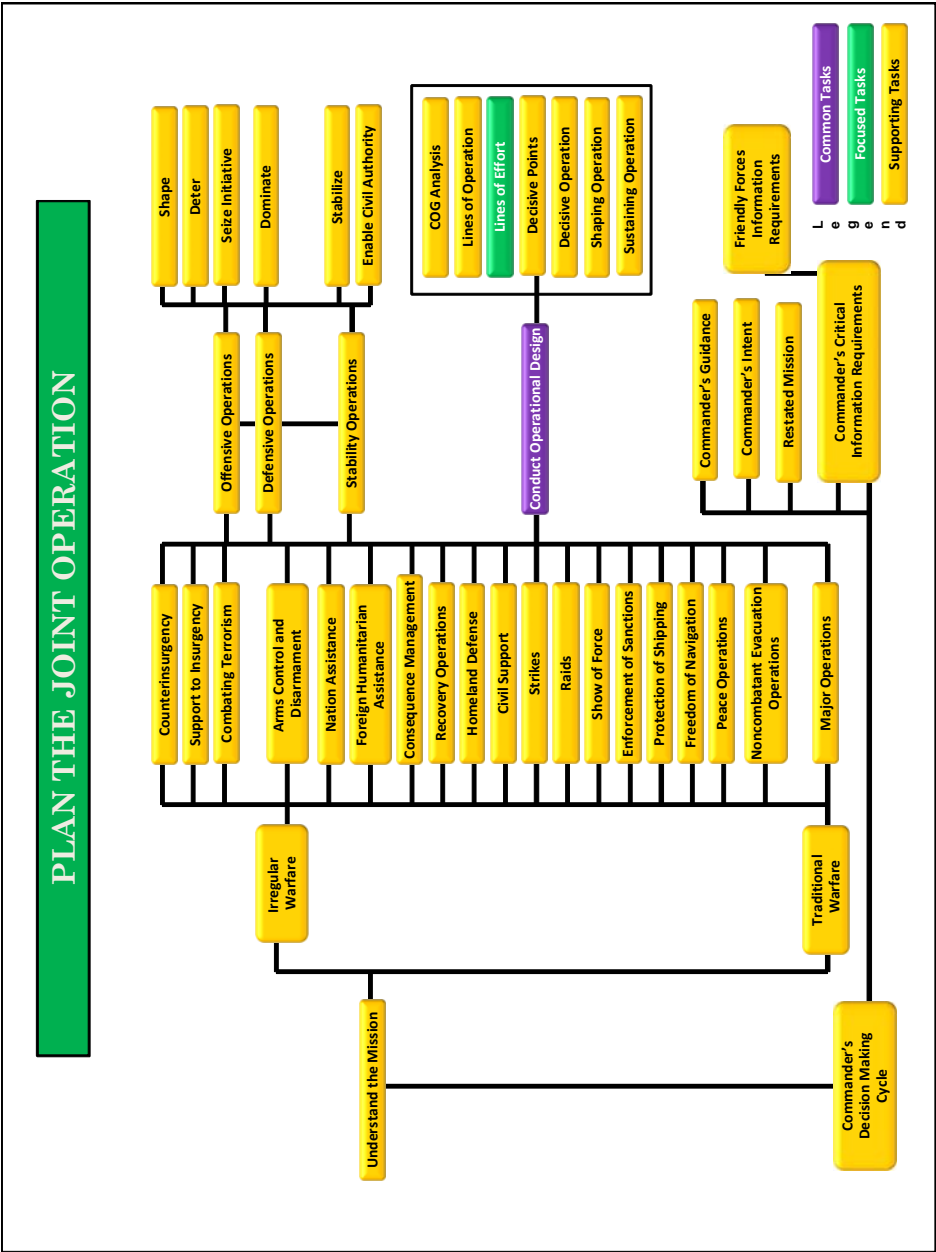 PLAN THE JOINT OPERATION
Understand the Mission
Commander's
Decision Making
Cycle
Irregular
Warfare
Traditional
Warfare
Counterinsurgency
Support to Insurgency
Combating Terrorism
Arms Control and
Disarmament
Nation Assistance
Foreign Humanitarian
Assistance
Consequence Management
Recovery Operations
Homeland Defense
Civil Support
Strikes
Raids
Show of Force
Enforcement of Sanctions
Protection of Shipping
Freedom of Navigation
Peace Operations
Noncombatant Evacuation
Operations
Major Operations
Offensive Operations
Defensive Operations
Stability Operations
Conduct Operational Design
Commander's Guidance
Commander's Intent
Restated Mission
Commander's Critical
Information Requirements
Shape
Deter
Seize Initiative
Dominate
Stabilize
Enable Civil Authority
COG Analysis
Lines of Operation
Lines of Effort
Decisive Points
Decisive Operation
Shaping Operation
Sustaining Operation
Friendly Forces
Information
Requirements
L e g e n d
Common Tasks
Focused Tasks
Supporting Tasks